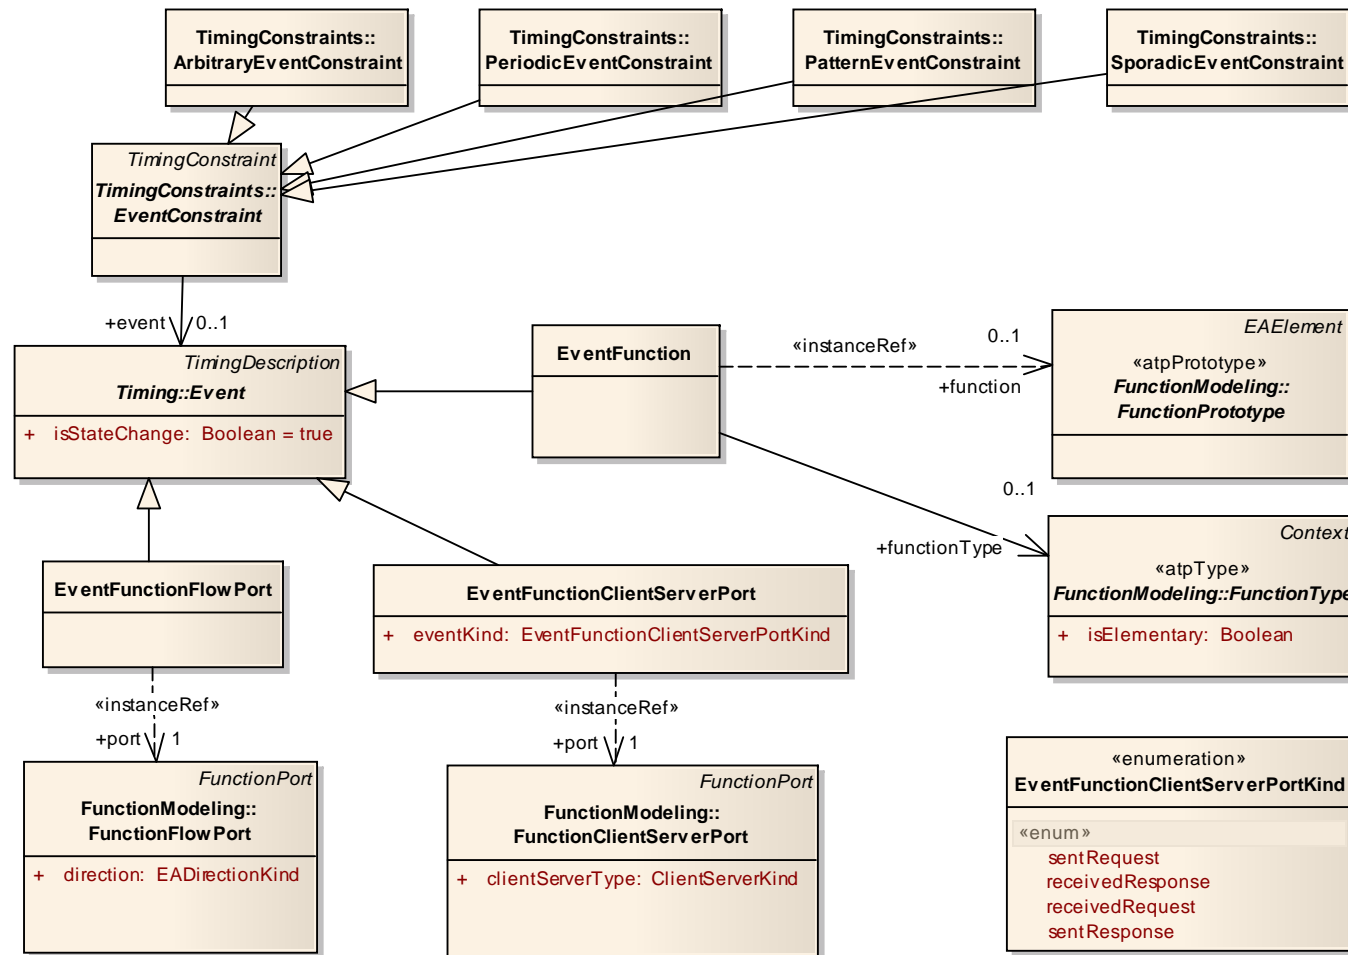 TimingConstraints::
ArbitraryEventConstraint
TimingConstraints::
PeriodicEventConstraint
TimingConstraints::
PatternEventConstraint
TimingConstraints::
SporadicEventConstraint
TimingConstraint
TimingConstraints::
EventConstraint
+event
0..1
TimingDescription
Timing::Event
+ isStateChange: Boolean = true
EventFunction
«instanceRef»
0..1
+function
EAElement
«atpPrototype»
FunctionModeling::
FunctionPrototype
0..1
+functionType
Context
«atpType»
FunctionModeling::FunctionType
+ isElementary: Boolean
EventFunctionFlowPort
EventFunctionClientServerPort
+ eventKind: EventFunctionClientServerPortKind
«instanceRef»
+port
1
«instanceRef»
+port
1
FunctionPort
FunctionModeling::
FunctionFlowPort
+ direction: EADirectionKind
FunctionPort
FunctionModeling::
FunctionClientServerPort
+ clientServerType: ClientServerKind
«enumeration»
EventFunctionClientServerPortKind
«enum»
sentRequest
receivedResponse
receivedRequest
sentResponse